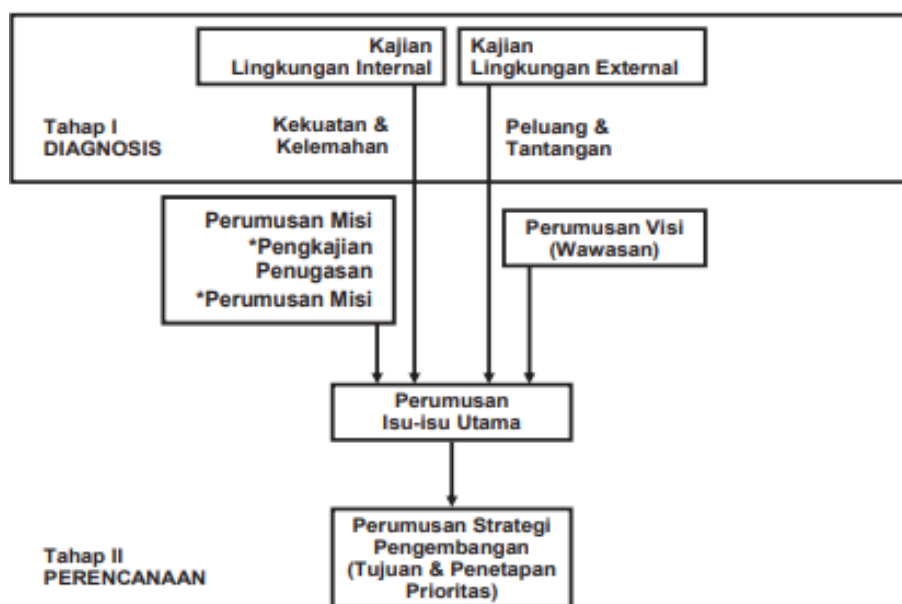 Kajian
Lingkungan Internal
Kajian
Lingkungan External
Tahap I
DIAGNOSIS
Kekuatan &
Kelemahan
Peluang &
Tantangan
Perumusan Misi
*Pengkajian
Penugasan
*Perumusan Misi
Perumusan Visi
(Wawasan)
Perumusan
Isu-isu Utama
Perumusan Strategi
Pengembangan
(Tujuan & Penetapan
Prioritas)
Tahap II
PERENCANAAN